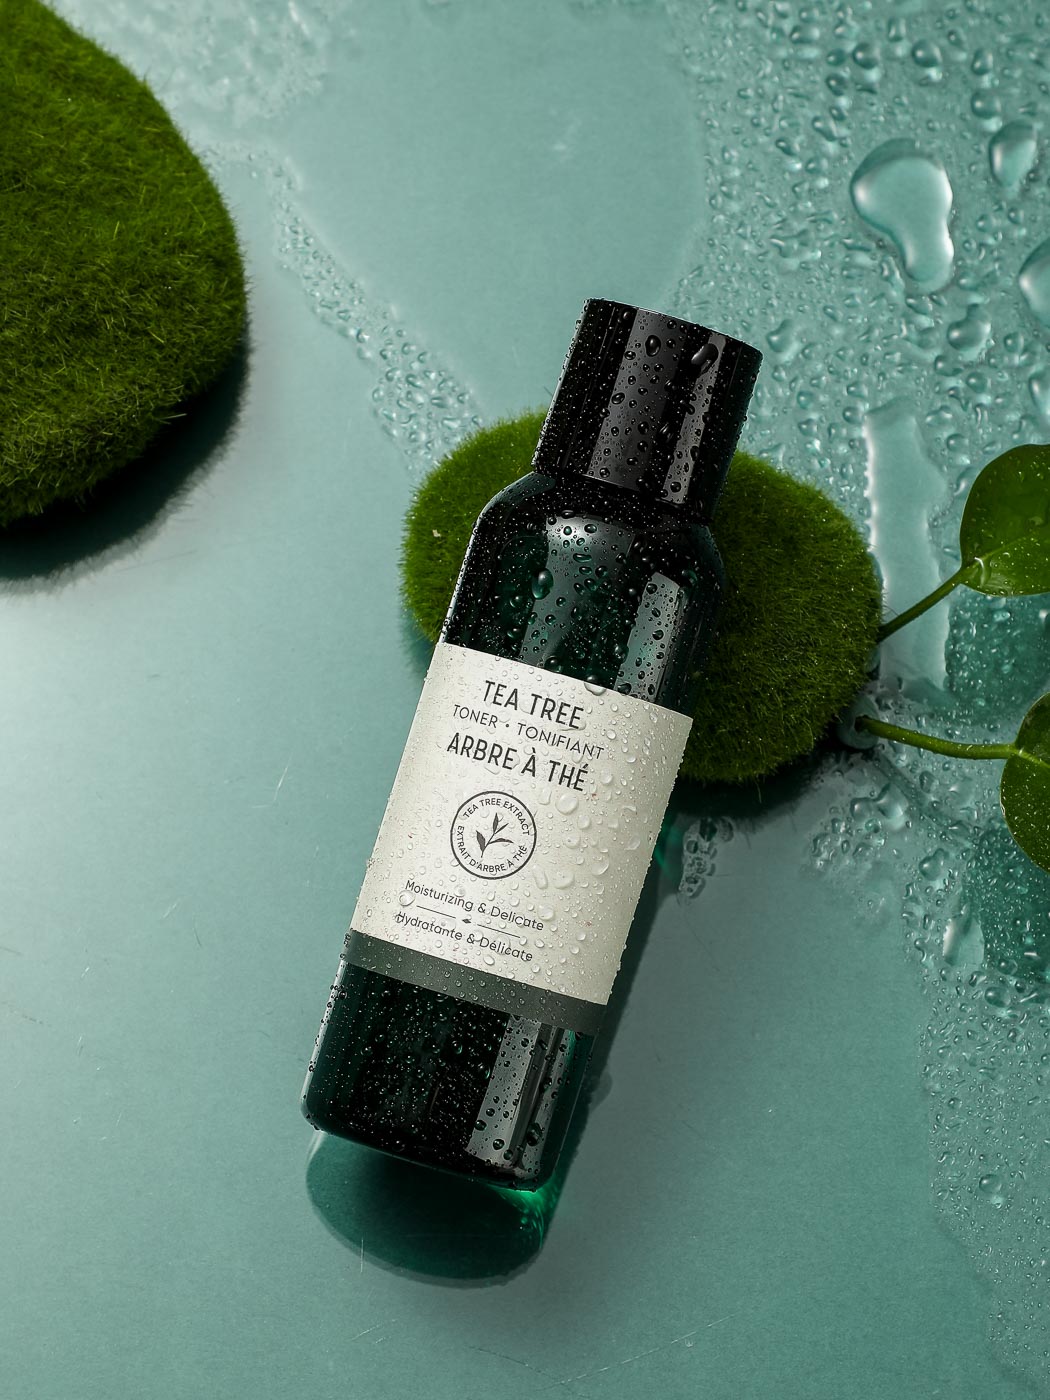 TEA TREE
TONER • TONIFIANT
ARBRE À THÉ
TEA TREE EXTRACT
EXTRAIT D'ARBRE À THÉ
Moisturizing & Delicate
Hydratante & Délicate